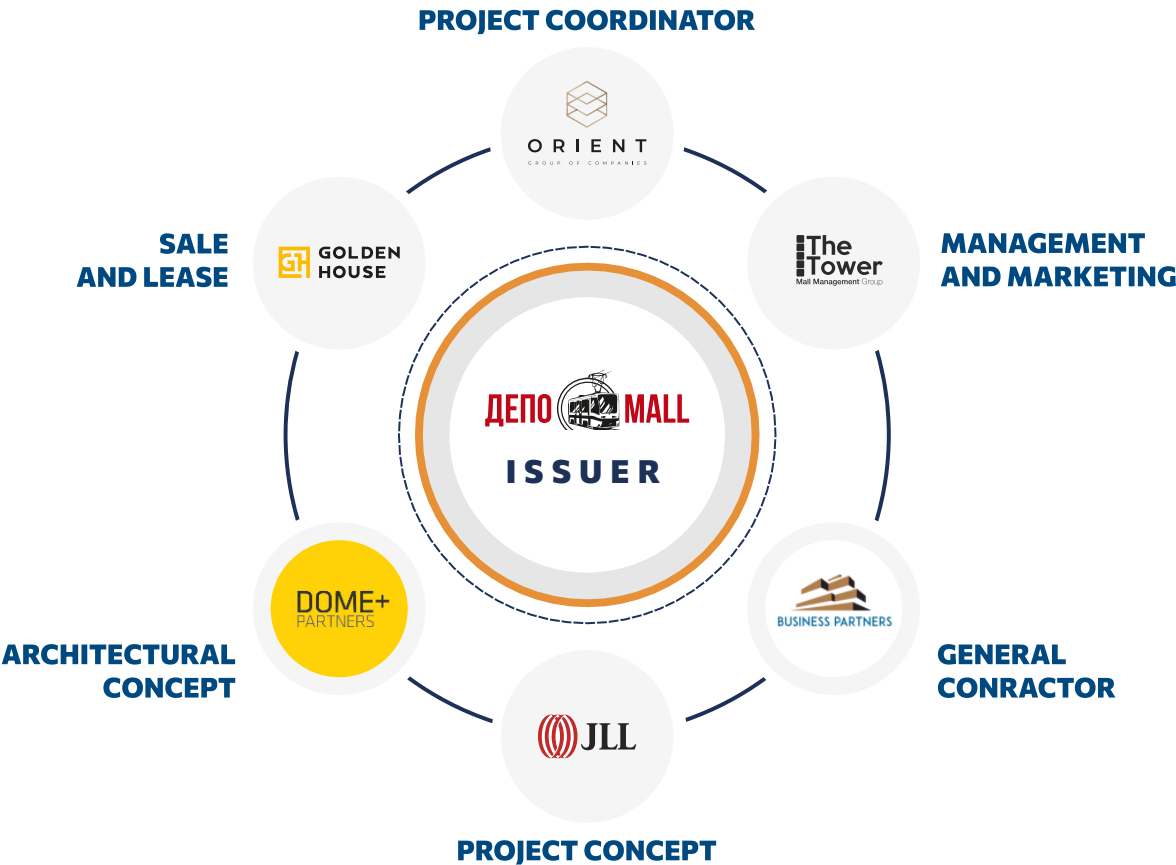 PROJECT COORDINATOR
ORIENT
GROUP OF COMPANIES
SALE
AND LEASE
GH GOLDEN
HOUSE
The
Tower
Mall Management Group
MANAGEMENT
AND MARKETING
ДЕПО MALL
ISSUER
DOME+
PARTNERS
ARCHITECTURAL
CONCEPT
BUSINESS PARTNERS
GENERAL
CONRACTOR
JLL
PROJECT CONCEPT